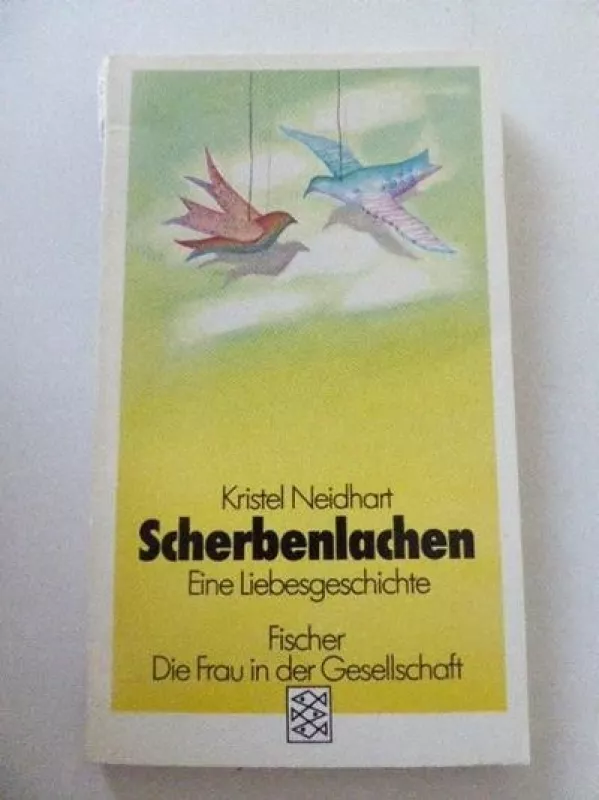 Kristel Neidhart
Scherbenlachen
Eine Liebesgeschichte
Fischer
Die Frau in der Gesellschaft